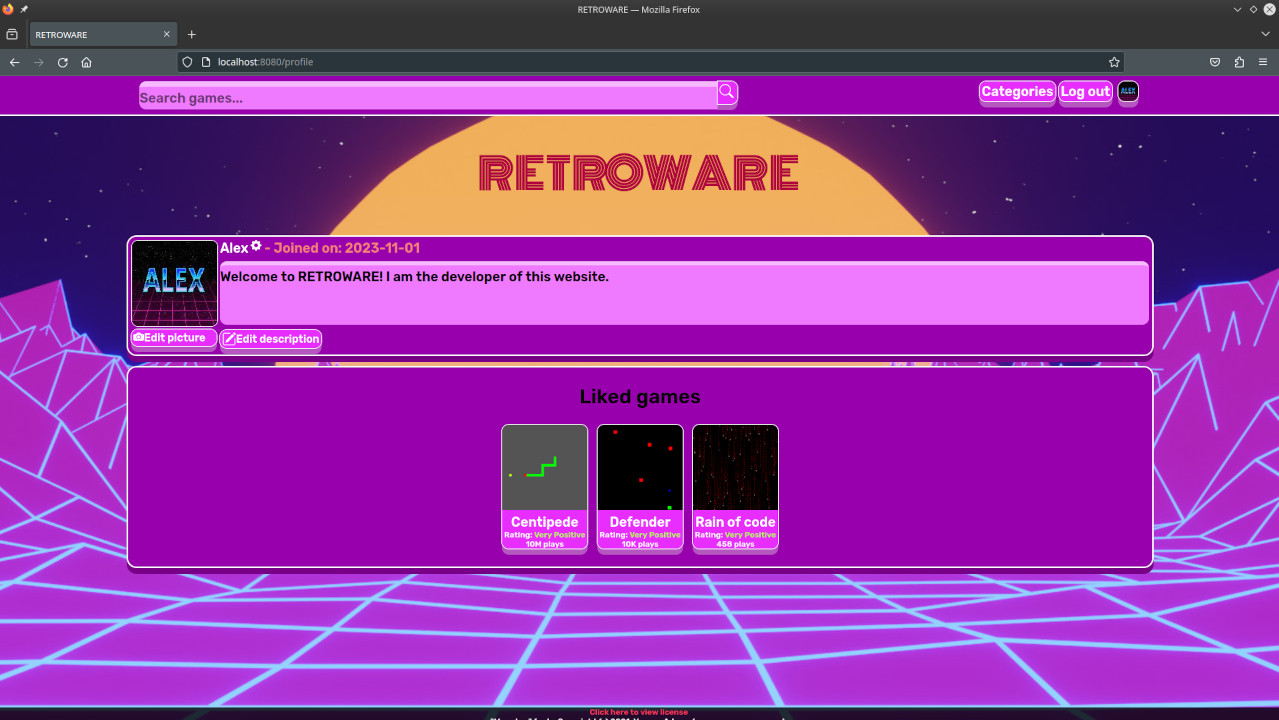 RETROWARE — Mozilla Firefox
RETROWARE
localhost:8080/profile
Search games...
Categories
Log out
ALEX
RETROWARE
ALEX
Alex - Joined on: 2023-11-01
Welcome to RETROWARE! I am the developer of this website.
Edit picture
Edit description
Liked games
Centipede
Rating: Very Positive
10M plays
Defender
Rating: Very Positive
10K plays
Rain of code
Rating: Very Positive
458 plays
Click here to view license